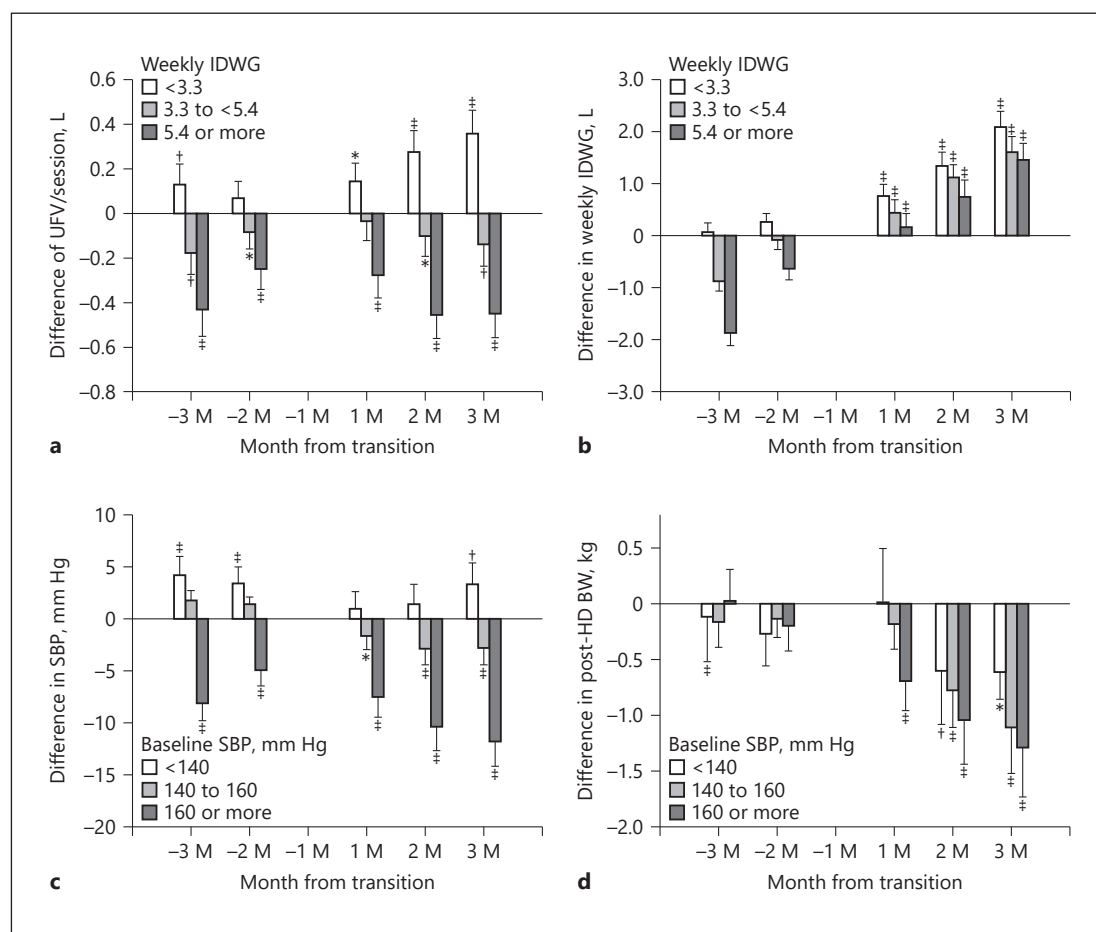 Weekly IDWG
<3.3
3.3 to <5.4
5.4 or more
0.6
0.4
0.2
0
–0.2
–0.4
–0.6
–0.8
Difference of UFV/session, L
† * ‡ ‡
† * * †
‡ ‡ ‡ ‡ ‡
–3 M –2 M –1 M 1 M 2 M 3 M
Month from transition
a
Weekly IDWG
<3.3
3.3 to <5.4
5.4 or more
3.0
2.0
1.0
0
–1.0
–2.0
–3.0
Difference in weekly IDWG, L
‡ ‡ ‡ ‡ ‡ ‡ ‡ ‡ ‡
–3 M –2 M –1 M 1 M 2 M 3 M
Month from transition
b
10
5
0
–5
–10
–15
–20
Difference in SBP, mm Hg
‡ ‡ †
* ‡ ‡
‡ ‡ ‡ ‡ ‡
Baseline SBP, mm Hg
<140
140 to 160
160 or more
–3 M –2 M –1 M 1 M 2 M 3 M
Month from transition
c
0.5
0
–0.5
–1.0
–1.5
–2.0
Difference in post-HD BW, kg
‡ ‡ † ‡ ‡ * ‡ ‡
Baseline SBP, mm Hg
<140
140 to 160
160 or more
–3 M –2 M –1 M 1 M 2 M 3 M
Month from transition
d